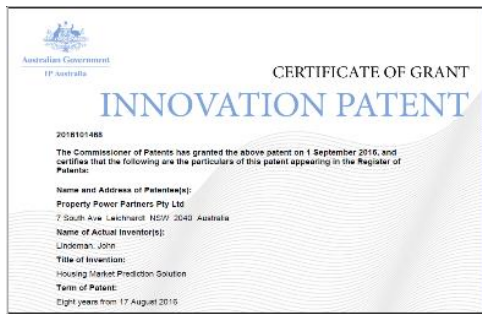 Australian Government
IP Australia
CERTIFICATE OF GRANT
INNOVATION PATENT
2016101468
The Commissioner of Patents has granted the above patent on 1 September 2016, and
certifies that the following are the particulars of this patent appearing in the Register of
Patents:
Name and Address of Patentee(s):
Property Power Partners Pty Ltd
7 South Ave Leichhardt NSW 2040 Australia
Name of Actual Inventor(s):
Lindeman, John
Title of Invention:
Housing Market Prediction Solution
Term of Patent:
Eight years from 17 August 2016